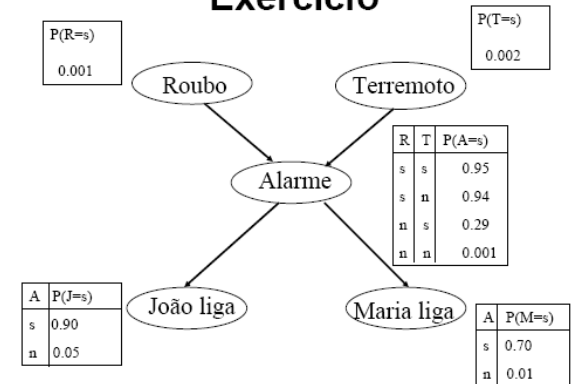 Exercício
P(R=s)
0.001
P(T=s)
0.002
Roubo
Terremoto
R T P(A=s)
s s 0.95
s n 0.94
n s 0.29
n n 0.001
Alarme
A P(J=s)
s 0.90
n 0.05
João liga
Maria liga
A P(M=s)
s 0.70
n 0.01